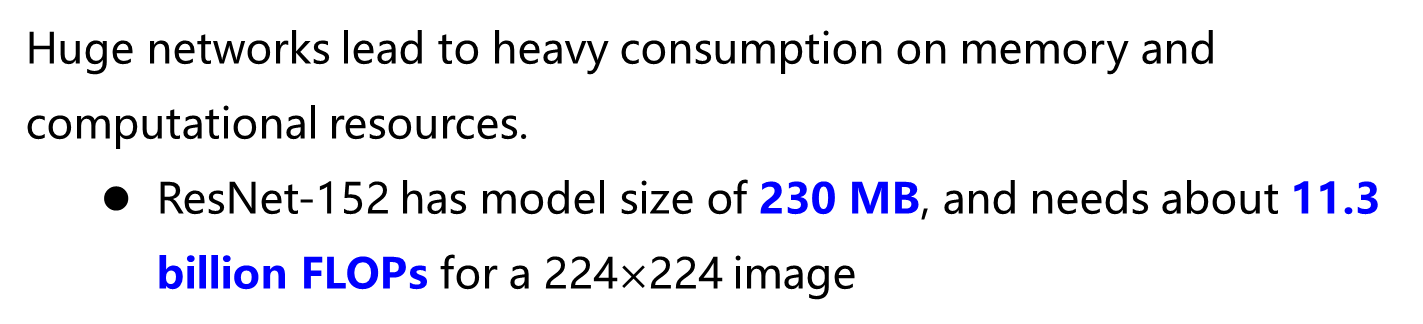 Huge networks lead to heavy consumption on memory and
computational resources.
● ResNet-152 has model size of 230 MB, and needs about 11.3
billion FLOPs for a 224×224 image